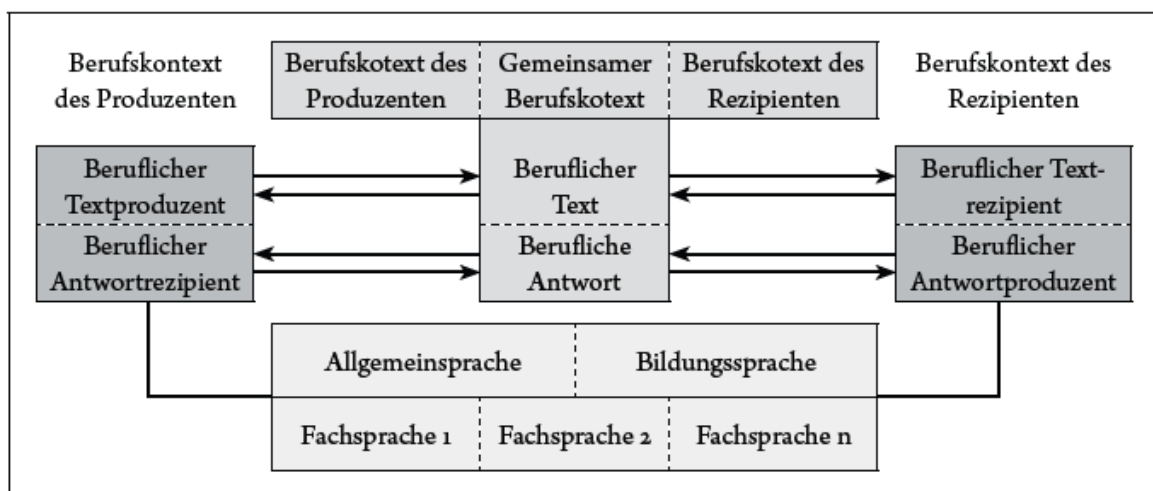 Berufskontext
des Produzenten
Berufskotext des
Produzenten
Gemeinsamer
Berufskotext
Berufskotext des
Rezipienten
Berufskontext des
Rezipienten
Beruflicher
Textproduzent
Beruflicher
Text
Beruflicher Text-
rezipient
Beruflicher
Antwortrezipient
Berufliche
Antwort
Beruflicher
Antwortproduzent
Allgemeinsprache
Bildungssprache
Fachsprache 1
Fachsprache 2
Fachsprache n